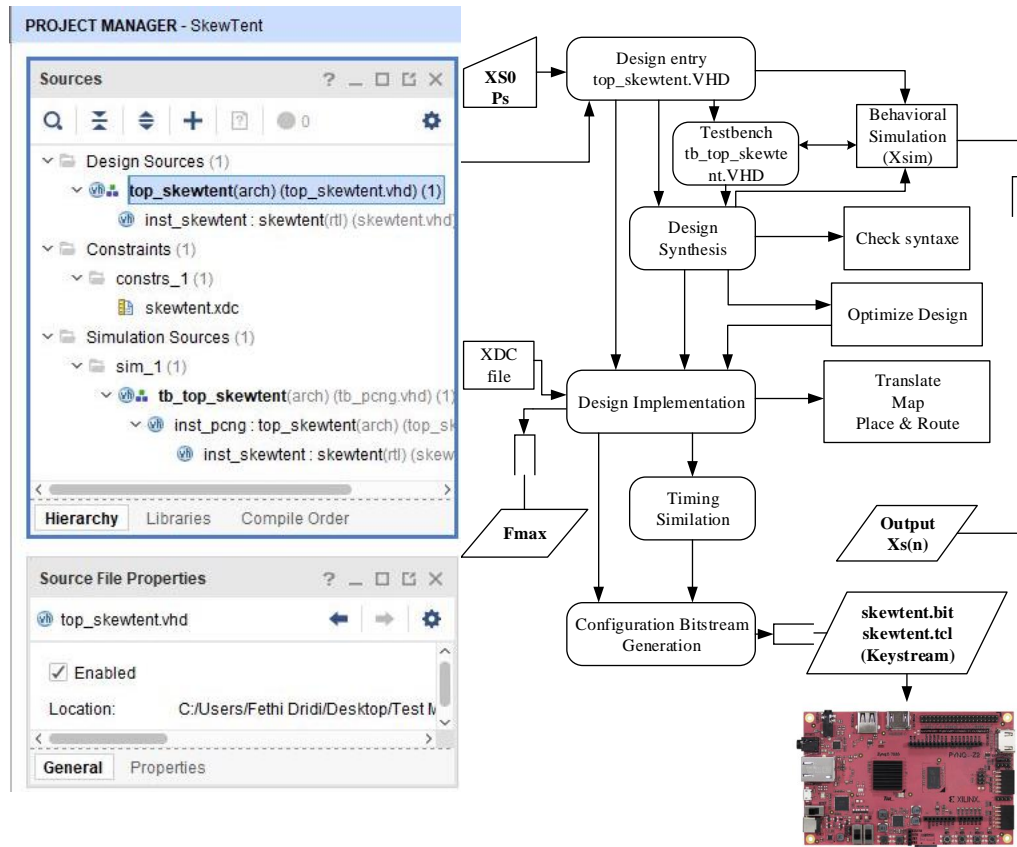 PROJECT MANAGER - SkewTent
Sources
? _
0
Design Sources (1)
top_skewtent(arch) (top_skewtent.vhd) (1)
inst_skewtent : skewtent(rtl) (skewtent.vhd)
Constraints (1)
constrs_1 (1)
skewtent.xdc
Simulation Sources (1)
sim_1 (1)
tb_top_skewtent(arch) (tb_pcng.vhd) (1)
inst_pcng : top_skewtent(arch) (top_sk
inst_skewtent : skewtent(rtl) (skew
Hierarchy Libraries Compile Order
Source File Properties
? _
top_skewtent.vhd
Enabled
Location: C:/Users/Fethi Dridi/Desktop/Test M
General Properties
XS0
Ps
Design entry
top_skewtent.VHD
Testbench
tb_top_skewte
nt.VHD
Behavioral
Simulation
(Xsim)
Design
Synthesis
Check syntaxe
Optimize Design
XDC
file
Design Implementation
Translate
Map
Place & Route
Fmax
Timing
Similation
Output
Xs(n)
Configuration Bitstream
Generation
skewtent.bit
skewtent.tcl
(Keystream)
PYNQ-Z2
XILINX